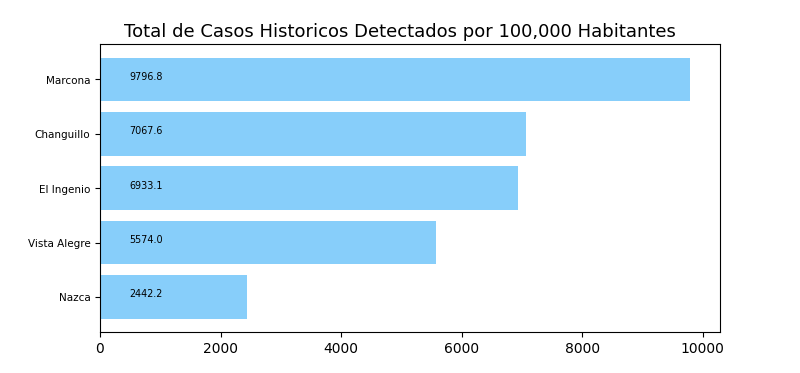 Total de Casos Historicos Detectados por 100,000 Habitantes
Marcona 9796.8
Changuillo 7067.6
El Ingenio 6933.1
Vista Alegre 5574.0
Nazca 2442.2
0 2000 4000 6000 8000 10000